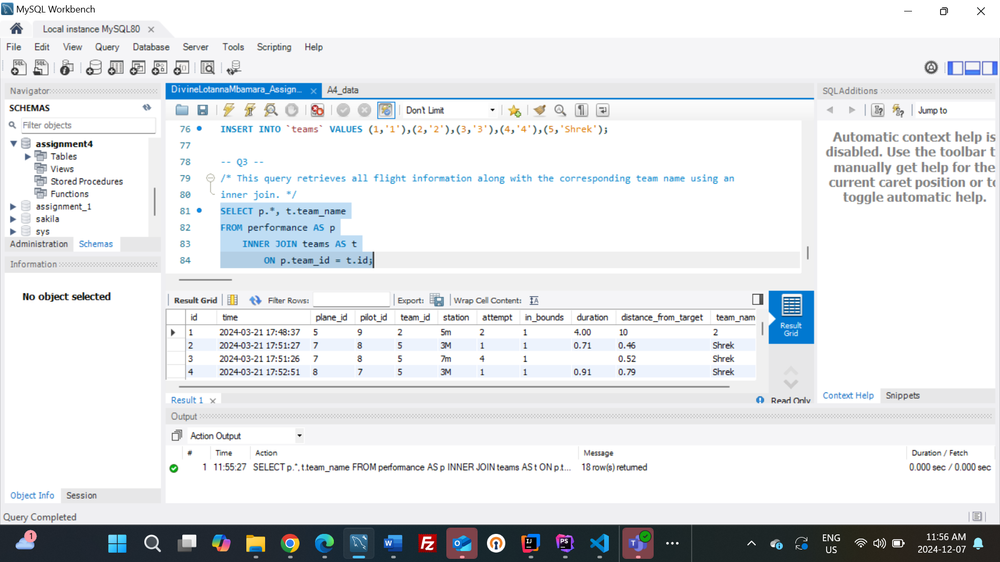 MySQL Workbench
Local instance MySQL80
File Edit View Query Database Server Tools Scripting Help
Navigator
SCHEMAS
Filter objects
assignment4
Tables
Views
Stored Procedures
Functions
assignment_1
sakila
sys
Administration Schemas
Information
No object selected
Object Info Session
DivineLotannaMbamara_Assign... A4_data
Don't Limit
76 INSERT INTO `teams` VALUES (1,'1'),(2,'2'),(3,'3'),(4,'4'),(5,'Shrek');
77
78 -- Q3 --
79 /* This query retrieves all flight information along with the corresponding team name using an
80 inner join. */
81 SELECT p.*, t.team_name
82 FROM performance AS p
83 INNER JOIN teams AS t
84 ON p.team_id = t.id;
Result Grid Filter Rows: Export: Wrap Cell Content:
id time plane_id pilot_id team_id station attempt in_bounds duration distance_from_target team_nam
1 2024-03-21 17:48:37 5 9 2 5m 2 1 4.00 10 2
2 2024-03-21 17:51:27 7 8 5 3M 1 1 0.71 0.46 Shrek
3 2024-03-21 17:51:26 7 8 5 7m 4 1 0.52 Shrek
4 2024-03-21 17:52:51 8 7 5 3M 1 1 0.91 0.79 Shrek
Result Grid
Result 1 Read Only
SQLAdditions
Jump to
Automatic context help is
disabled. Use the toolbar t
manually get help for the
current caret position or to
toggle automatic help.
Context Help Snippets
Output
Action Output
# Time Action Message Duration / Fetch
1 11:55:27 SELECT p.*, t.team_name FROM performance AS p INNER JOIN teams AS t ON p.t... 18 row(s) returned 0.000 sec / 0.000 sec
Query Completed
1
ENG
US
11:56 AM
2024-12-07